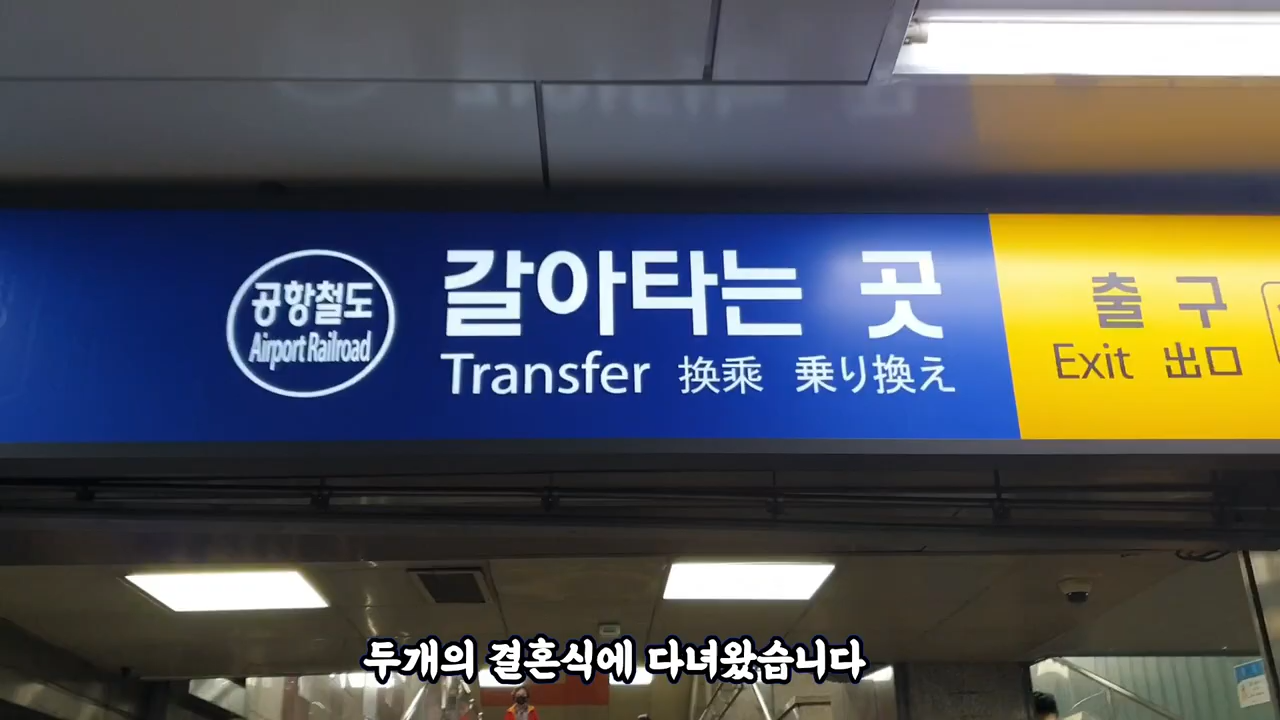 공항철도
Airport Railroad
갈아타는 곳
Transfer 换乘 乗り換え
출구
Exit 出口
두개의 결혼식에 다녀왔습니다